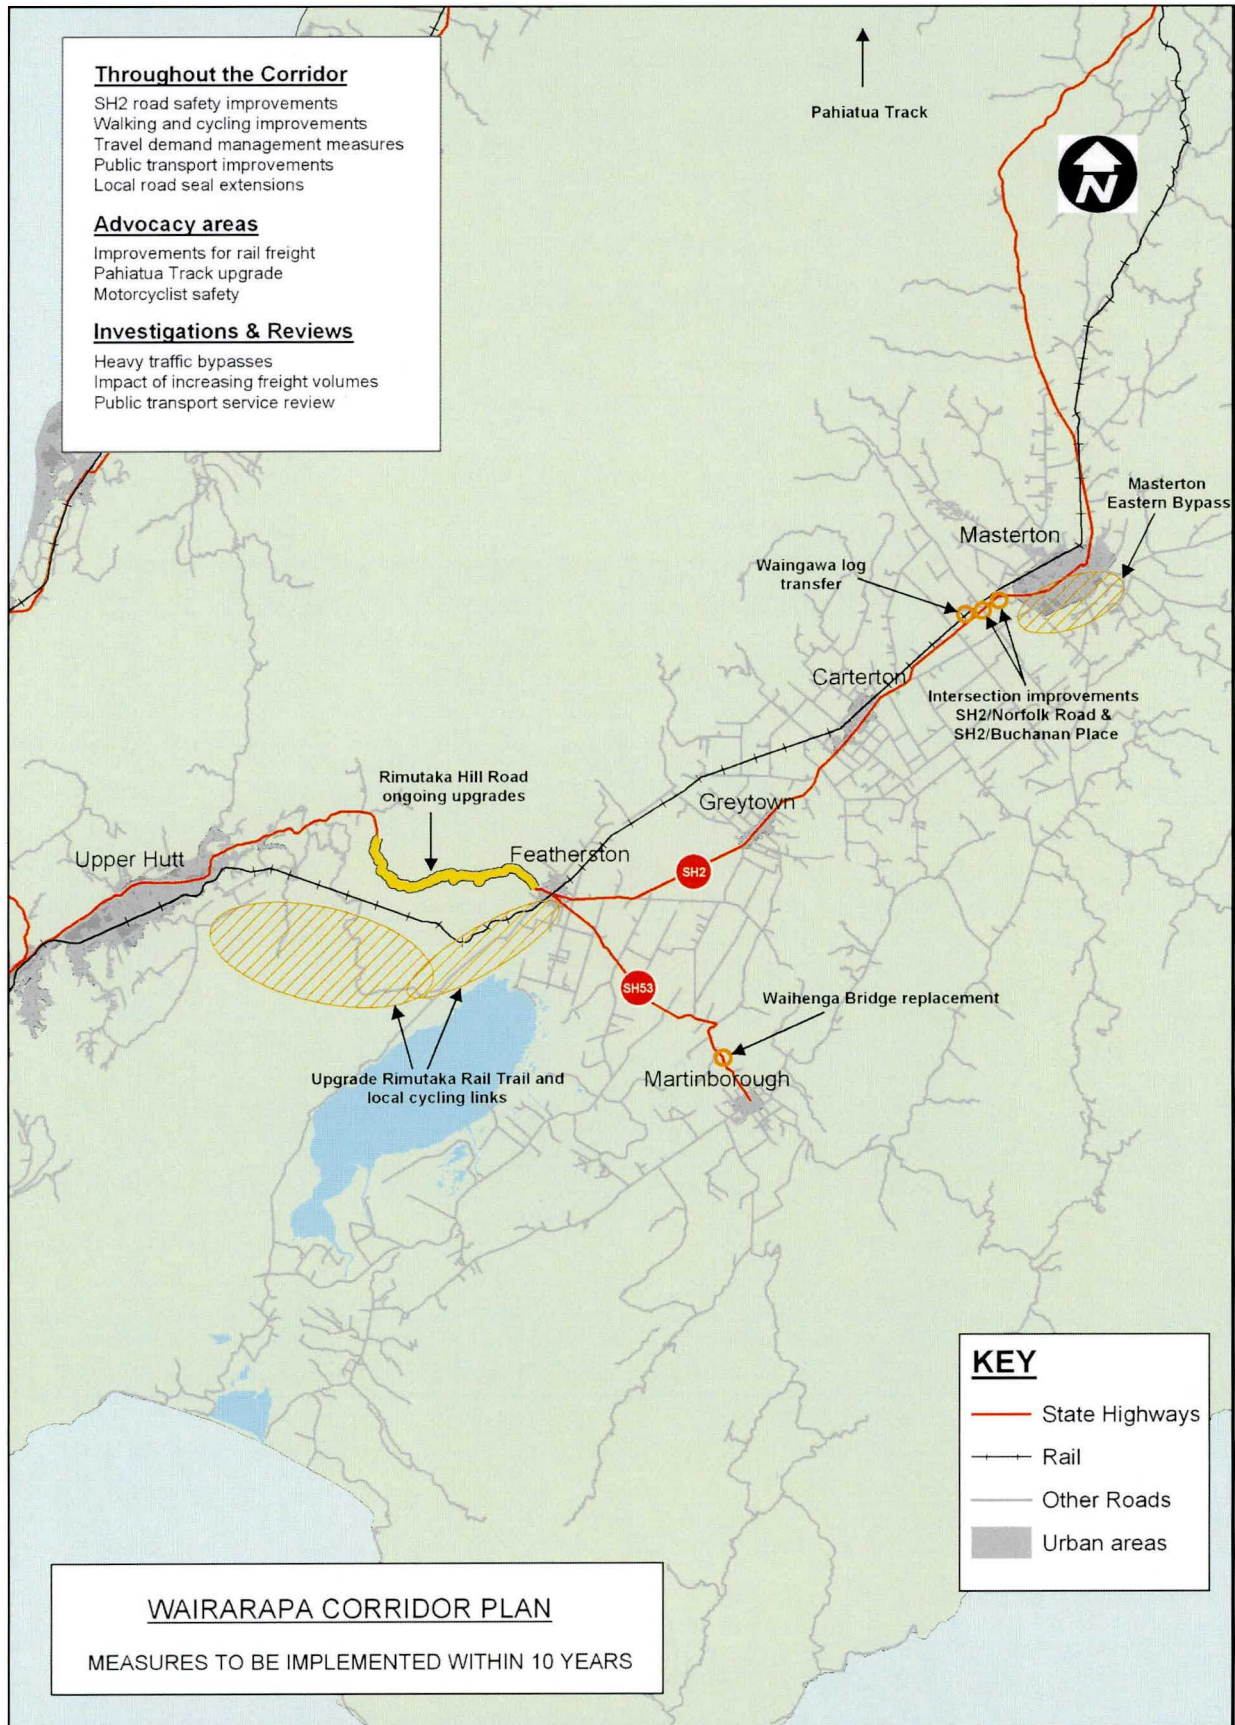 Throughout the Corridor
SH2 road safety improvements
Walking and cycling improvements
Travel demand management measures
Public transport improvements
Local road seal extensions
Advocacy areas
Improvements for rail freight
Pahiatua Track upgrade
Motorcyclist safety
Investigations & Reviews
Heavy traffic bypasses
Impact of increasing freight volumes
Public transport service review
Pahiatua Track
N
Masterton
Eastern Bypass
Masterton
Waingawa log
transfer
Carterton
Intersection improvements
SH2/Norfolk Road &
SH2/Buchanan Place
Rimutaka Hill Road
ongoing upgrades
Greytown
Upper Hutt
Featherston
SH2
SH53
Waihenga Bridge replacement
Upgrade Rimutaka Rail Trail and
local cycling links
Martinborough
KEY
State Highways
Rail
Other Roads
Urban areas
WAIRARAPA CORRIDOR PLAN
MEASURES TO BE IMPLEMENTED WITHIN 10 YEARS